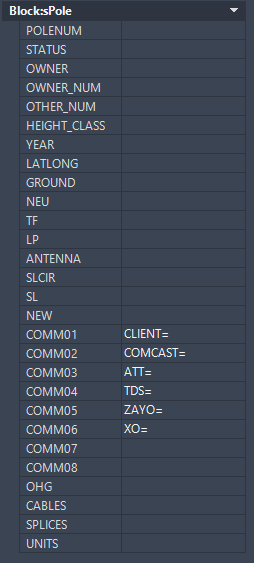 Block:sPole
POLENUM
STATUS
OWNER
OWNER_NUM
OTHER_NUM
HEIGHT_CLASS
YEAR
LATLONG
GROUND
NEU
TF
LP
ANTENNA
SLCIR
SL
NEW
COMM01 CLIENT=
COMM02 COMCAST=
COMM03 ATT=
COMM04 TDS=
COMM05 ZAYO=
COMM06 XO=
COMM07
COMM08
OHG
CABLES
SPLICES
UNITS